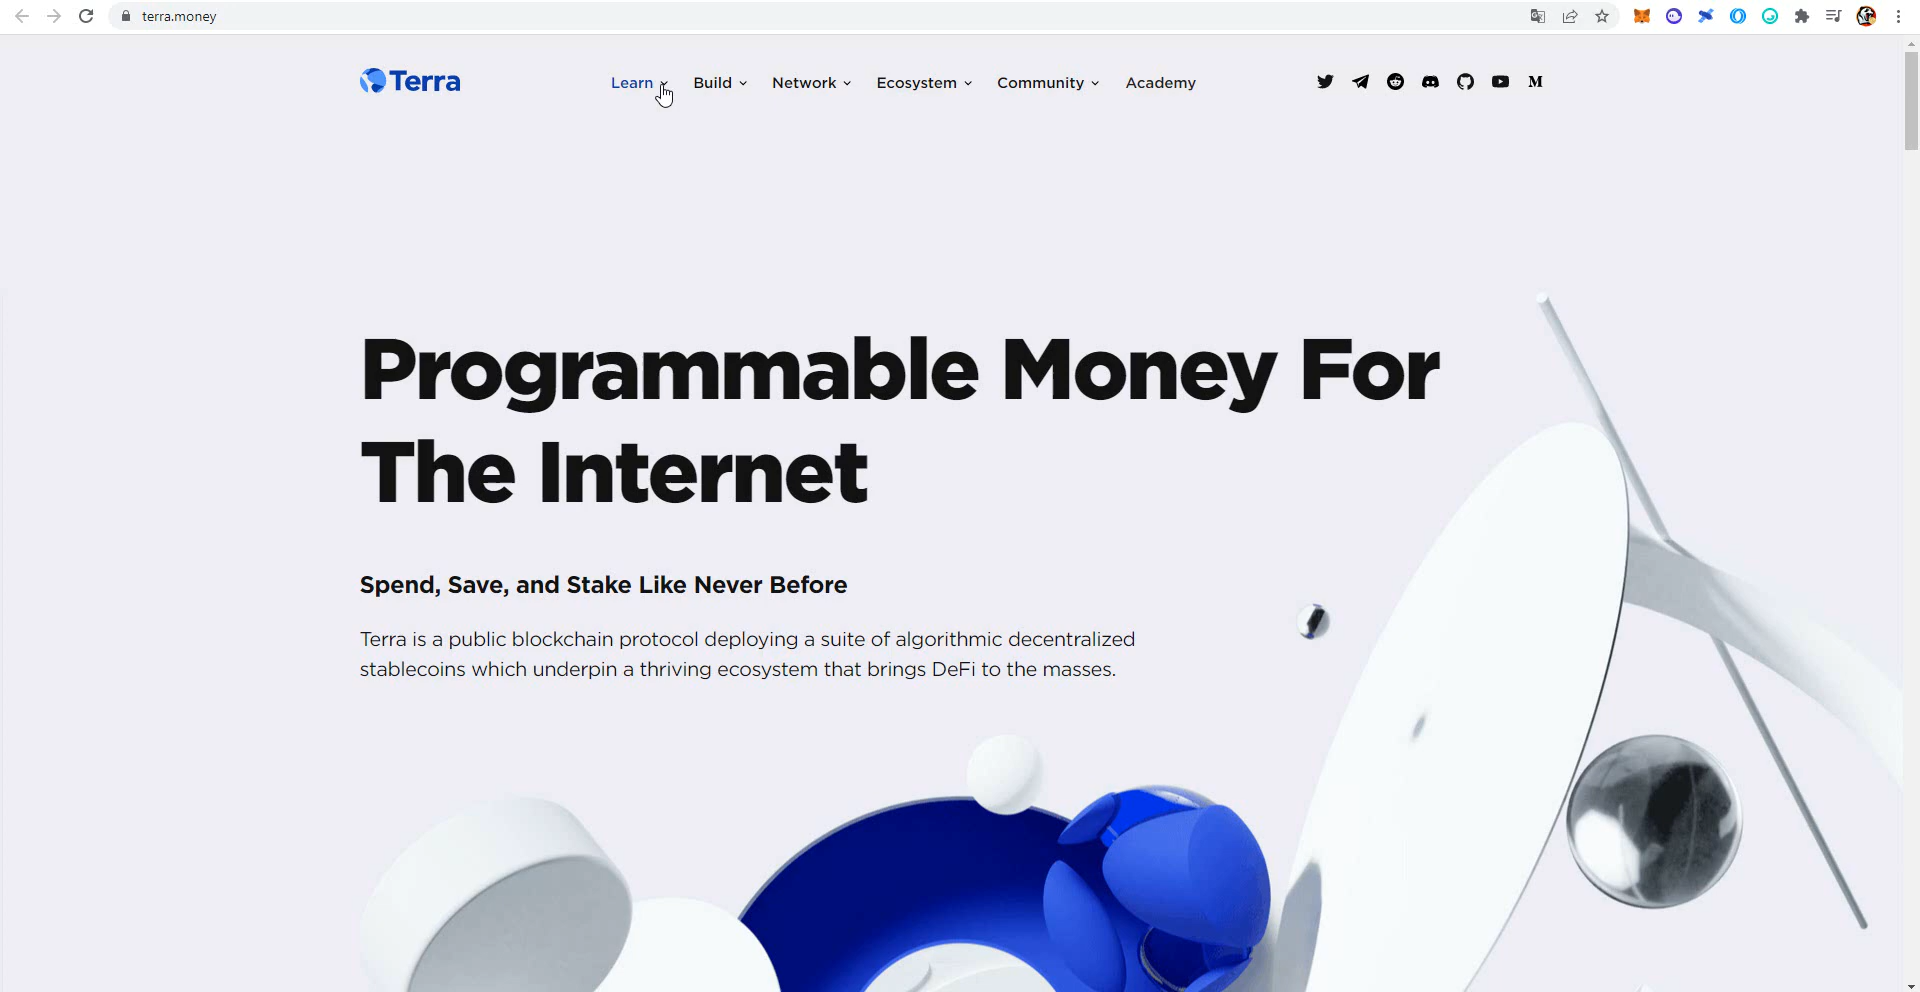 terra.money
Terra
Learn Build Network Ecosystem Community Academy
M
Programmable Money For
The Internet
Spend, Save, and Stake Like Never Before
Terra is a public blockchain protocol deploying a suite of algorithmic decentralized
stablecoins which underpin a thriving ecosystem that brings DeFi to the masses.